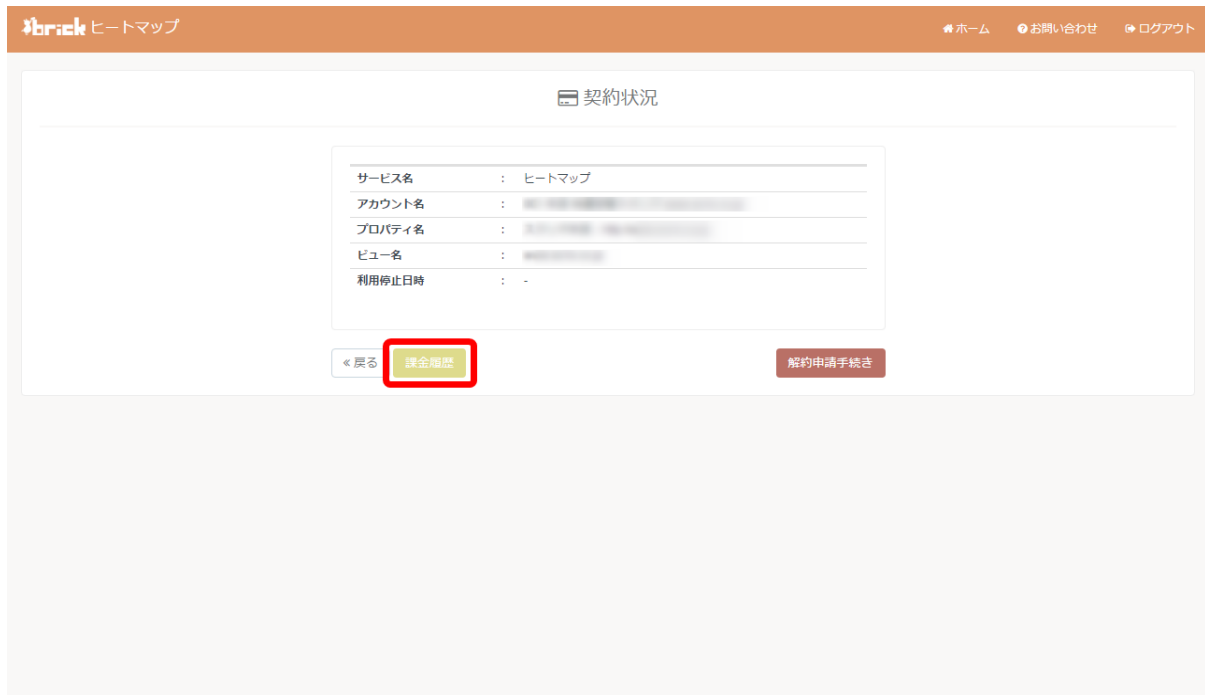 brick ヒートマップ
ホーム お問い合わせ ログアウト
契約状況
サービス名 : ヒートマップ
アカウント名 :
プロパティ名 :
ビュー名 :
利用停止日時 : -
« 戻る 課金履歴 解約申請手続き